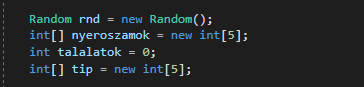 Random rnd = new Random();
int[] nyeroszamok = new int[5];
int talalatok = 0;
int[] tip = new int[5];